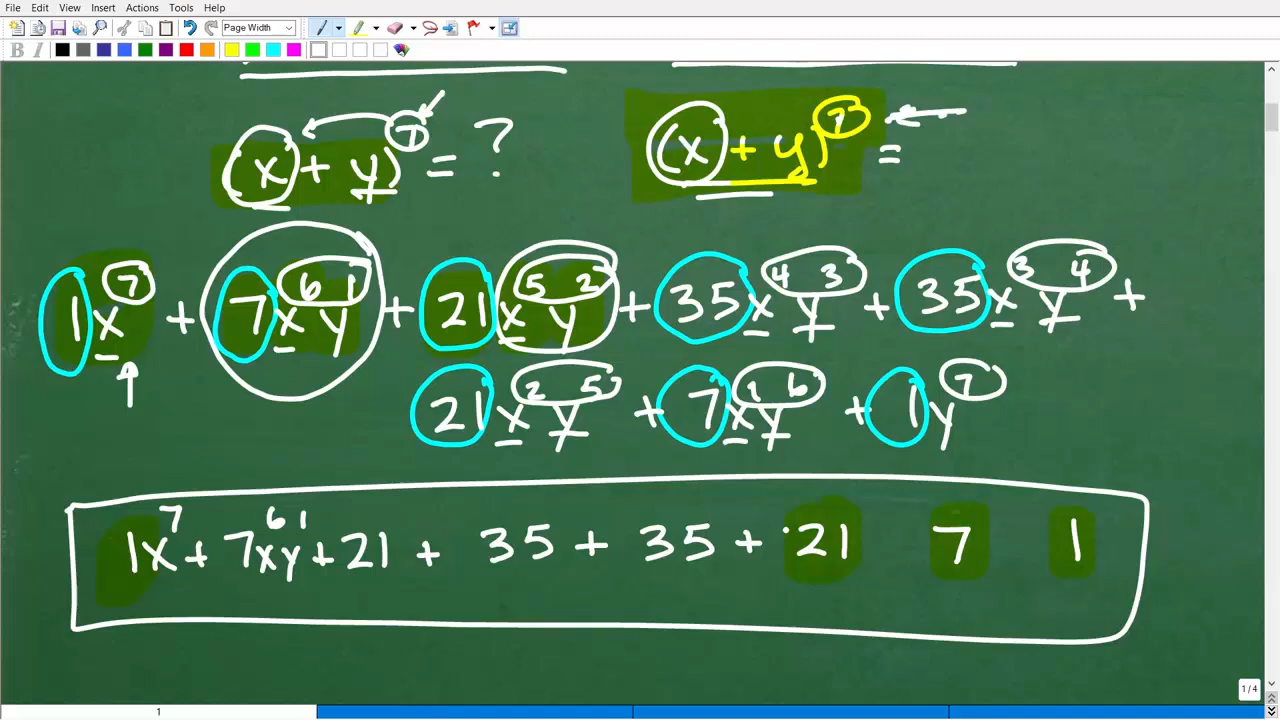 File Edit View Insert Actions Tools Help
Page Width
B I
(x + y)⁷ = ?
(x + y)⁷ =
1x⁷ + 7x⁶y¹ + 21x⁵y² + 35x⁴y³ + 35x³y⁴ +
21x²y⁵ + 7x¹y⁶ + 1y⁷
1x⁷ + 7x⁶y¹ + 21 + 35 + 35 + 21 7 1
1/4
1